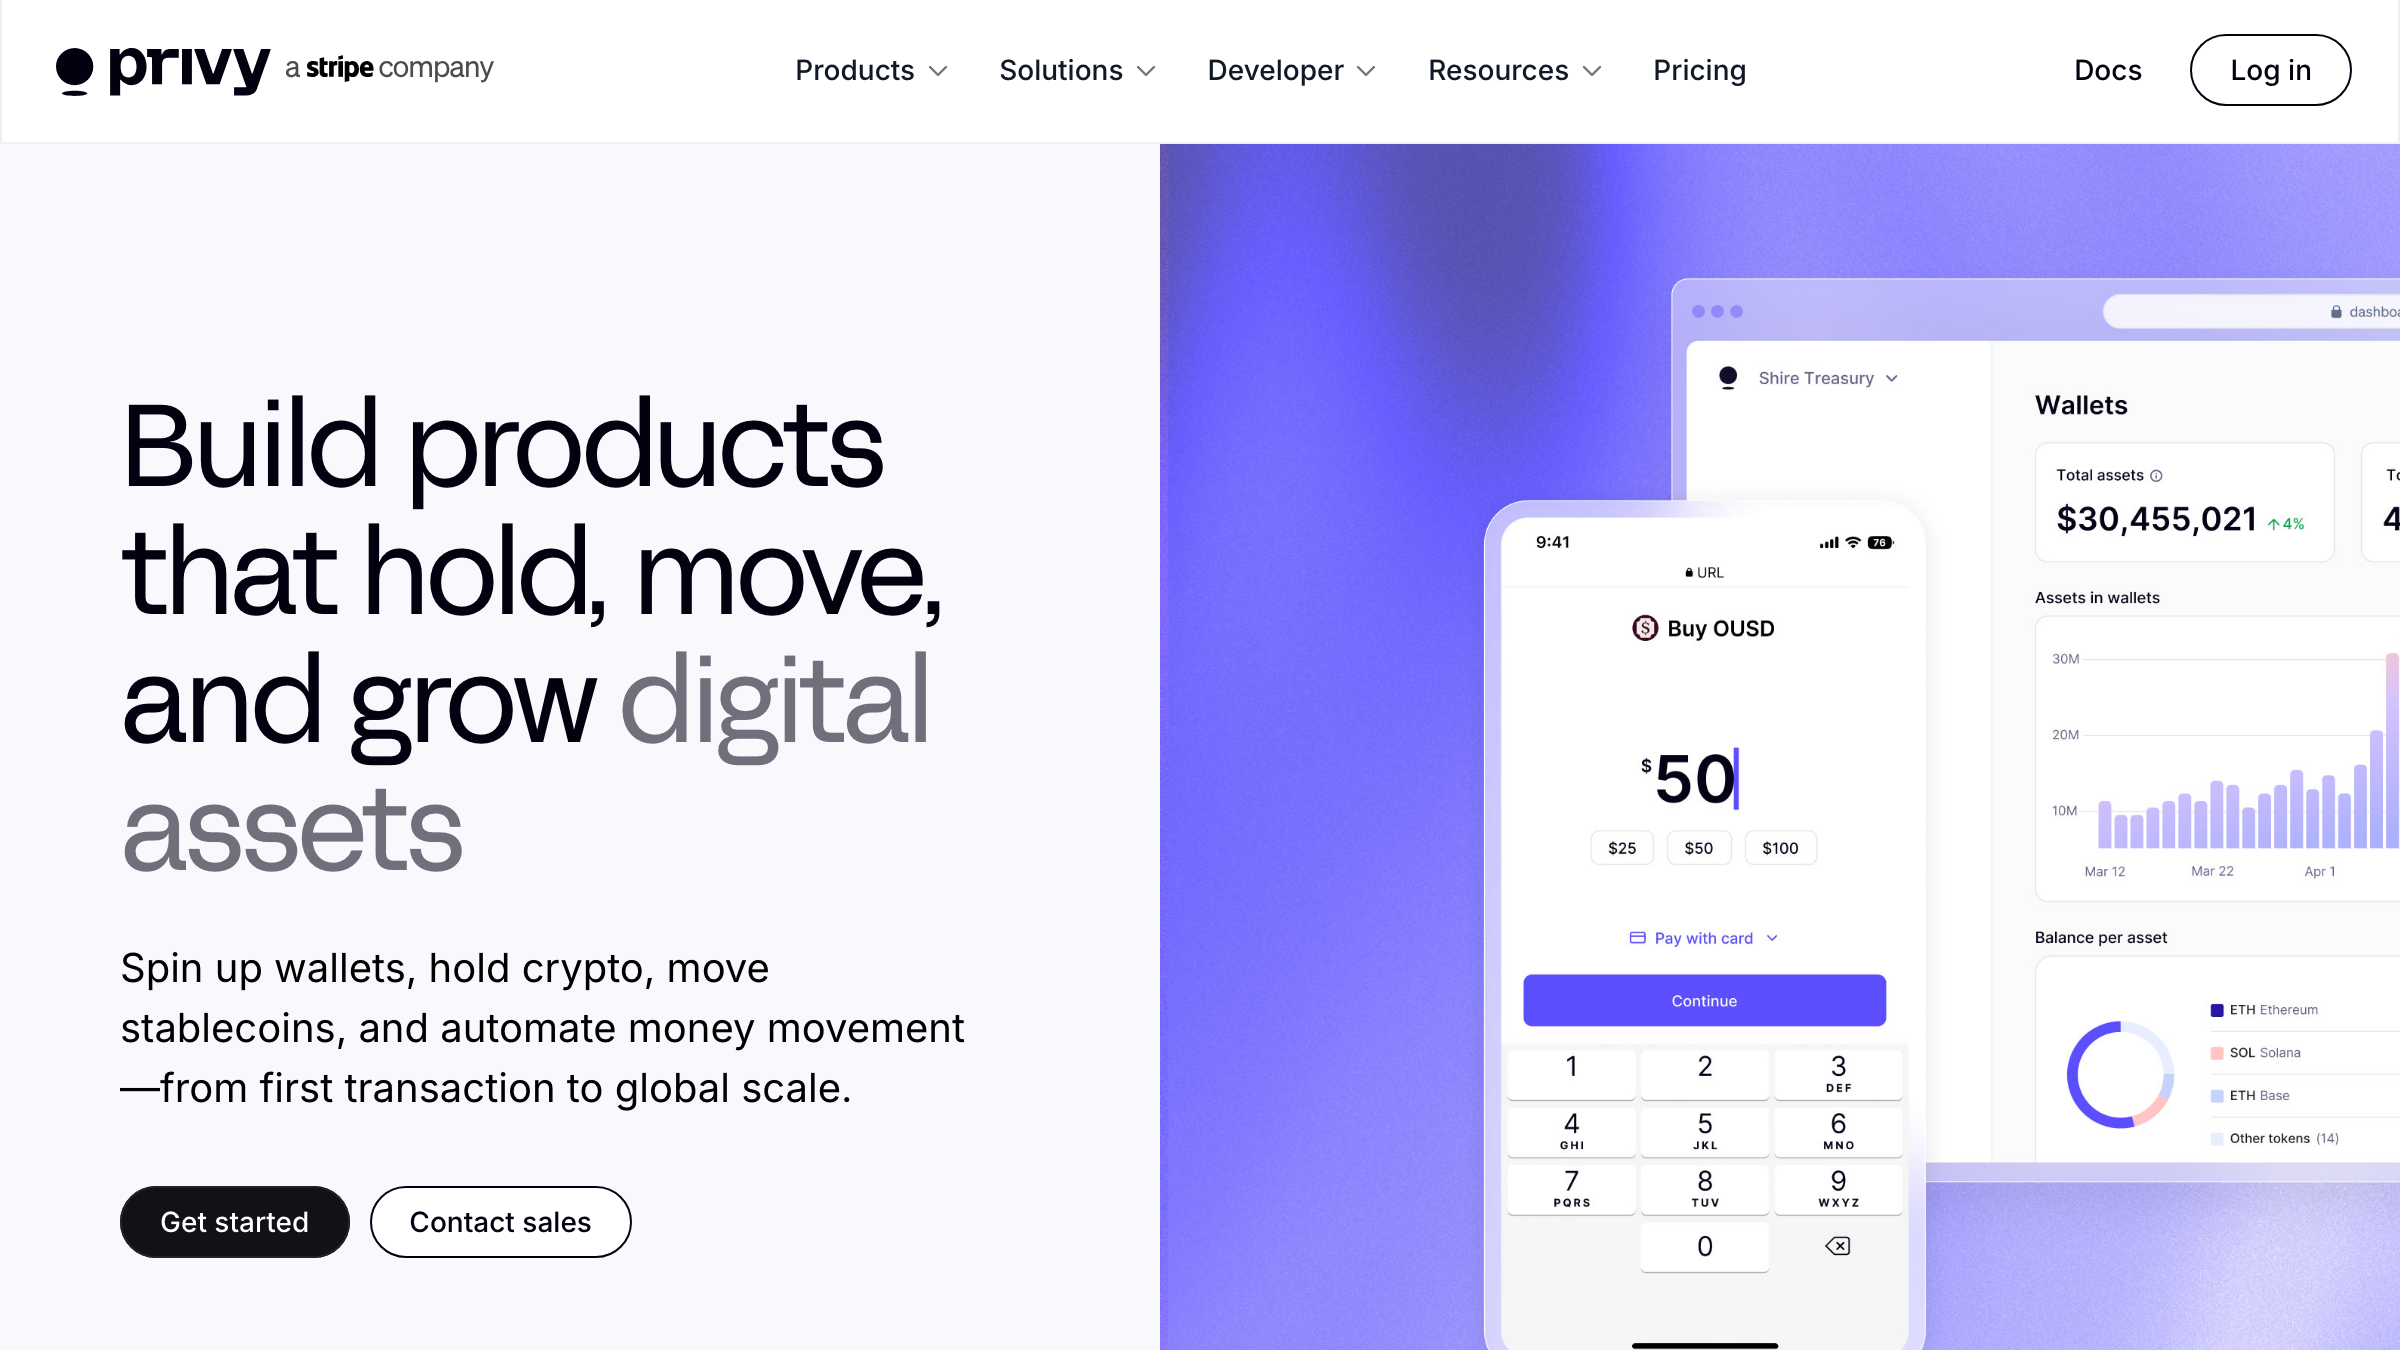 privy a stripe company
Products
Solutions
Developer
Resources
Pricing
Docs
Log in
Build products
that hold, move,
and grow digital
assets
Spin up wallets, hold crypto, move
stablecoins, and automate money movement
—from first transaction to global scale.
Get started
Contact sales
Shire Treasury
Wallets
Total assets
$30,455,021
4%
Assets in wallets
30M
20M
10M
Mar 12
Mar 22
Apr 1
Balance per asset
ETH Ethereum
SOL Solana
ETH Base
Other tokens (14)
9:41
76
URL
Buy OUSD
$50
$25
$50
$100
Pay with card
Continue
1
2
3
DEF
4
GHI
5
JKL
6
MNO
7
PQRS
8
TUV
9
WXYZ
0